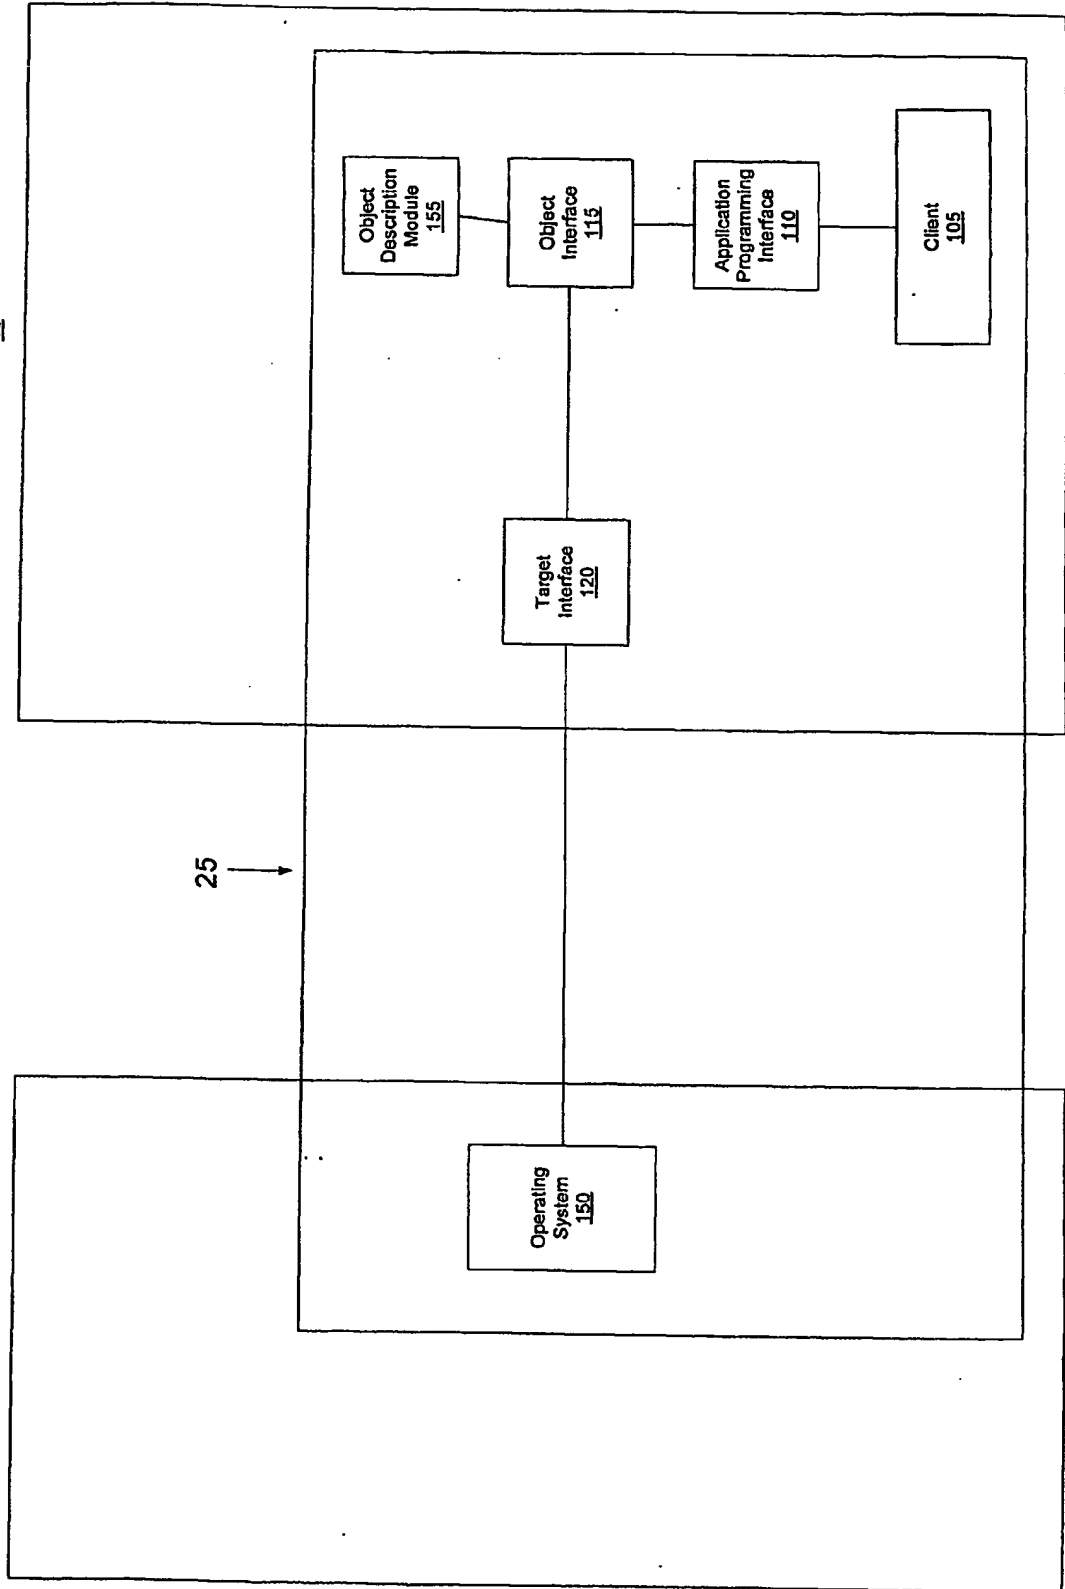 25
Operating
System
150
Target
Interface
120
Object
Description
Module
155
Object
Interface
115
Application
Programming
Interface
110
Client
105